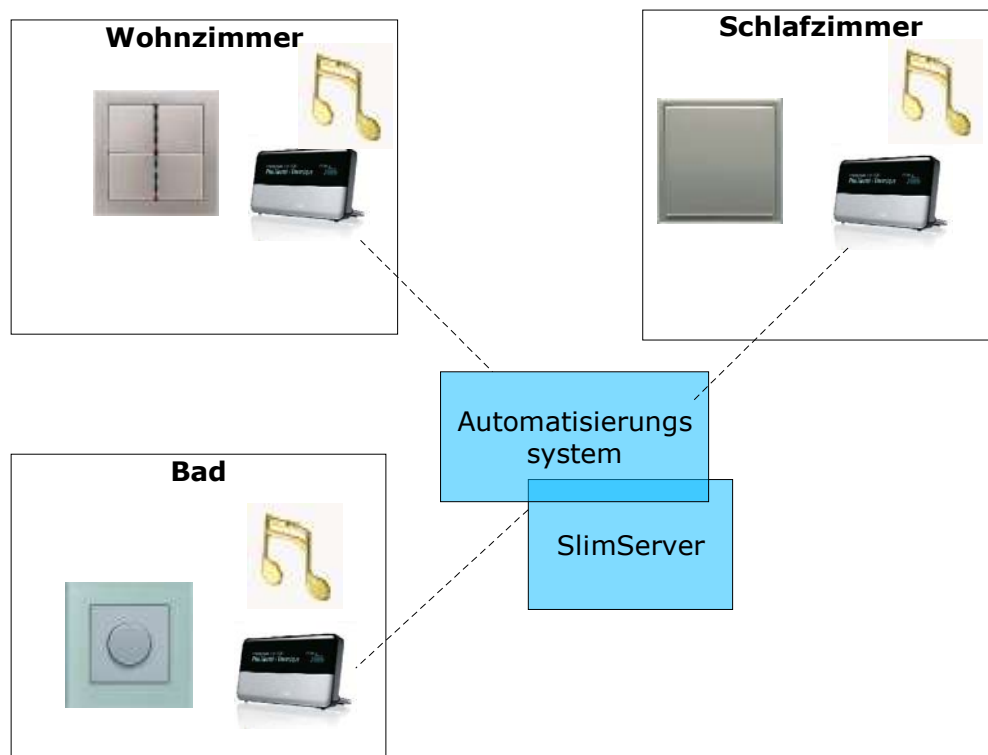 Wohnzimmer
Schlafzimmer
Automatisierungs
system
SlimServer
Bad